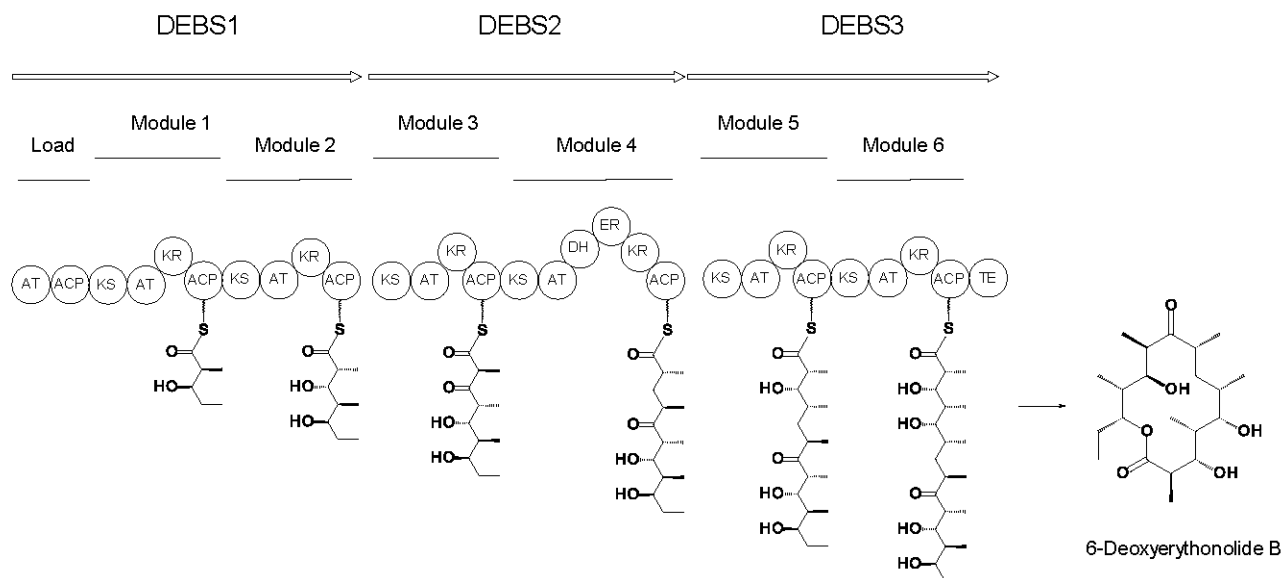 DEBS1
DEBS2
DEBS3
Load
Module 1
Module 2
Module 3
Module 4
Module 5
Module 6
AT
ACP
KS
AT
KR
ACP
KS
AT
KR
ACP
KS
AT
KR
ACP
KS
AT
DH
ER
KR
ACP
KS
AT
KR
ACP
KS
AT
KR
ACP
TE
S
O
HO
S
O
HO
HO
S
O
O
HO
HO
S
O
O
HO
HO
S
O
HO
O
HO
HO
S
O
HO
HO
O
HO
HO
O
OH
O
OH
O
OH
6-Deoxyerythonolide B